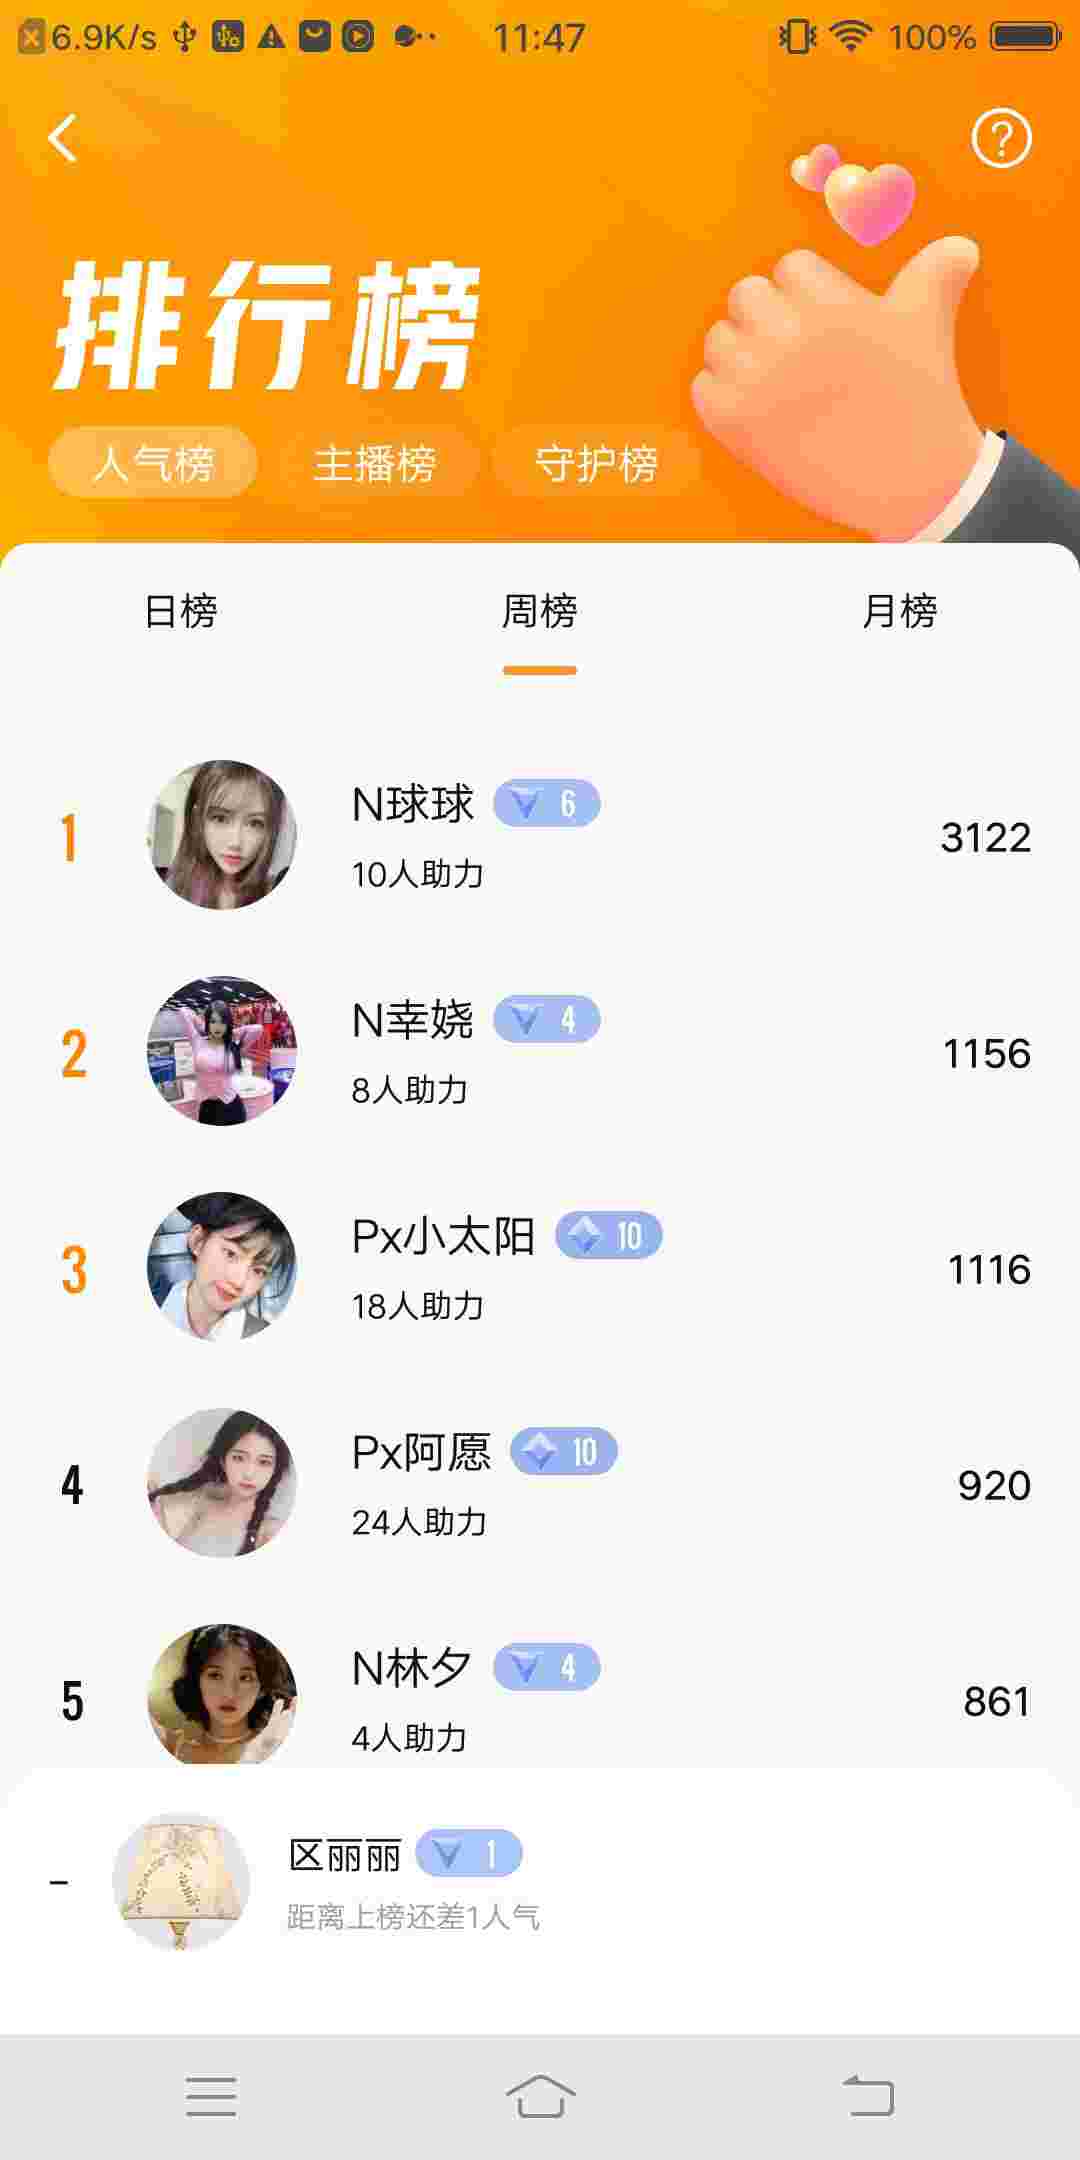 6.9K/s 11:47 100%
排行榜
人气榜 主播榜 守护榜
日榜 周榜 月榜
1 N球球 6 3122
10人助力
2 N幸娆 4 1156
8人助力
3 Px小太阳 10 1116
18人助力
4 Px阿愿 10 920
24人助力
5 N林夕 4 861
4人助力
- 区丽丽 1
距离上榜还差1人气